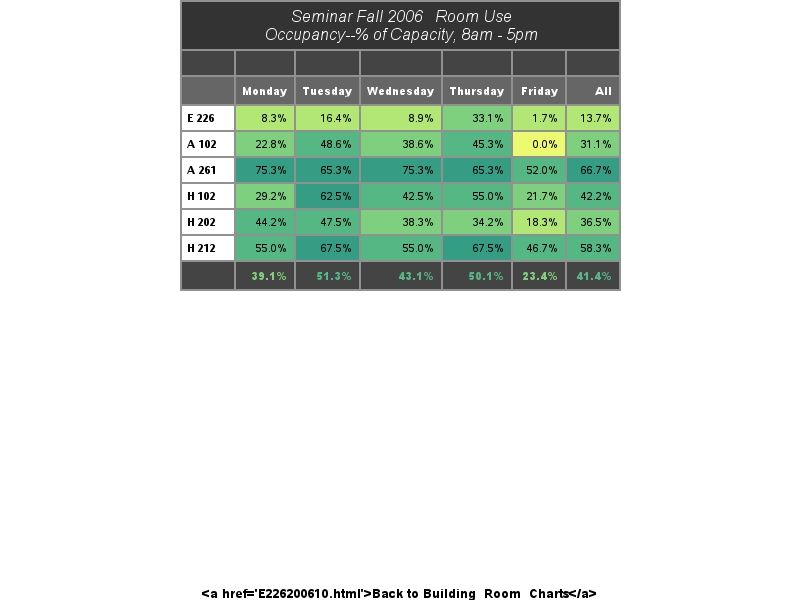 Seminar Fall 2006 Room Use
Occupancy--% of Capacity, 8am - 5pm
Monday Tuesday Wednesday Thursday Friday All
E 226 8.3% 16.4% 8.9% 33.1% 1.7% 13.7%
A 102 22.8% 48.6% 38.6% 45.3% 0.0% 31.1%
A 261 75.3% 65.3% 75.3% 65.3% 52.0% 66.7%
H 102 29.2% 62.5% 42.5% 55.0% 21.7% 42.2%
H 202 44.2% 47.5% 38.3% 34.2% 18.3% 36.5%
H 212 55.0% 67.5% 55.0% 67.5% 46.7% 58.3%
39.1% 51.3% 43.1% 50.1% 23.4% 41.4%
<a href='E226200610.html'>Back to Building_Room_Charts</a>